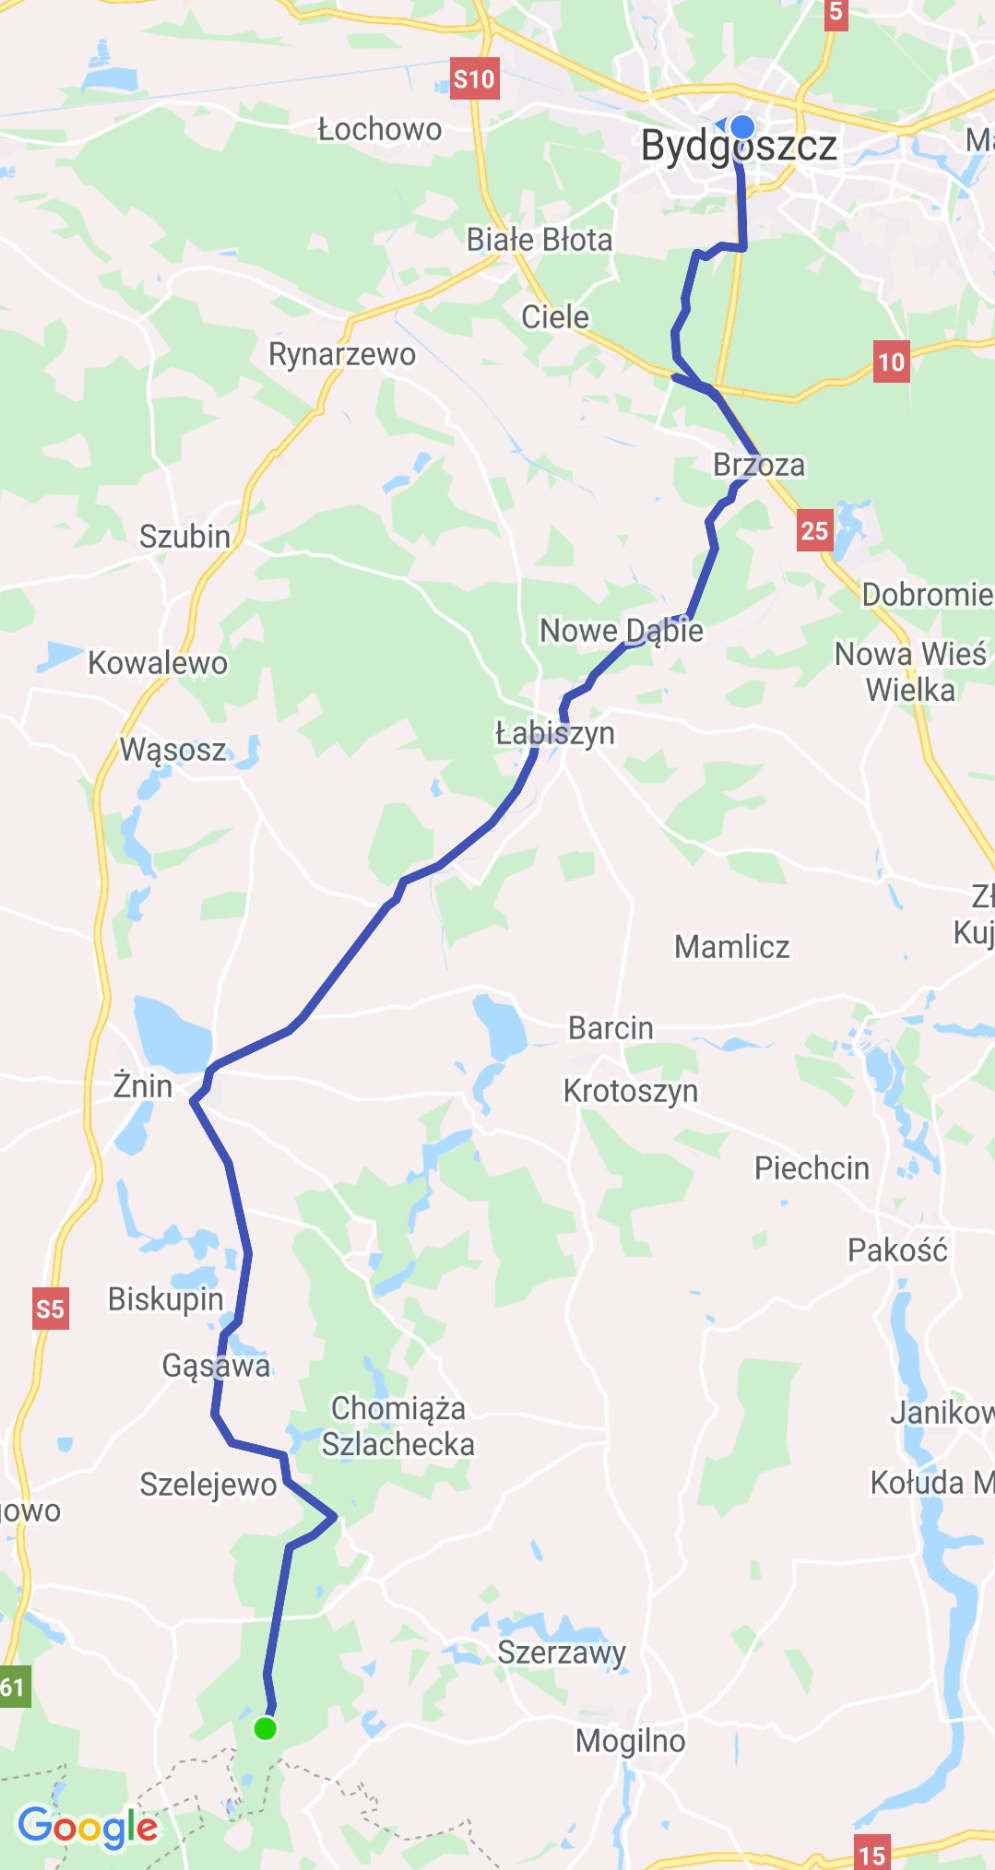 5
S10
Łochowo
Bydgoszcz
Białe Błota
Ciele
Rynarzewo
10
Brzoza
Szubin
25
Dobromie
Nowe Dąbie
Kowalewo
Nowa Wieś
Wielka
Łabiszyn
Wąsosz
Kuj
Mamlicz
Barcin
Żnin
Krotoszyn
Piechcin
Pakość
Biskupin
S5
Gąsawa
Chomiąża
Szlachecka
Janikow
Szelejewo
Kołuda M
gowo
Szerzawy
61
Mogilno
Google
15